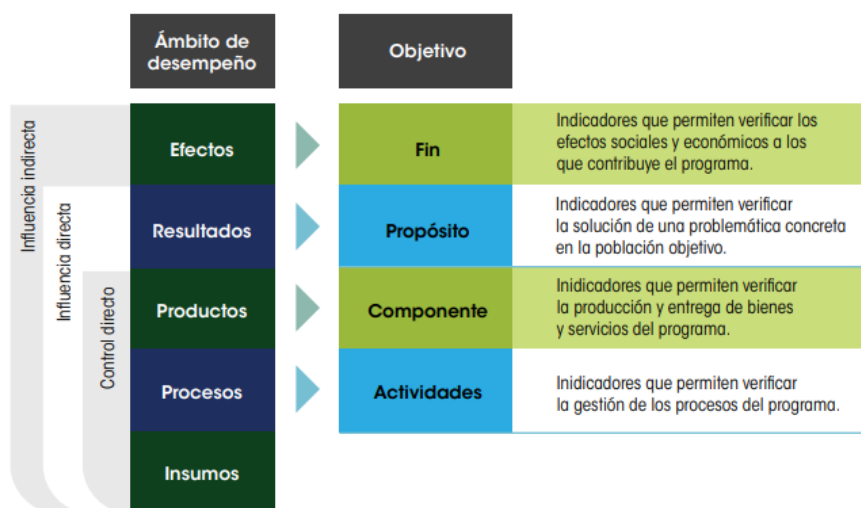 Ámbito de
desempeño
Objetivo
Influencia indirecta
Influencia directa
Control directo
Efectos
Fin
Indicadores que permiten verificar los
efectos sociales y económicos a los
que contribuye el programa.
Resultados
Propósito
Indicadores que permiten verificar
la solución de una problemática concreta
en la población objetivo.
Productos
Componente
Inidicadores que permiten verificar
la producción y entrega de bienes
y servicios del programa.
Procesos
Actividades
Inidicadores que permiten verificar
la gestión de los procesos del programa.
Insumos